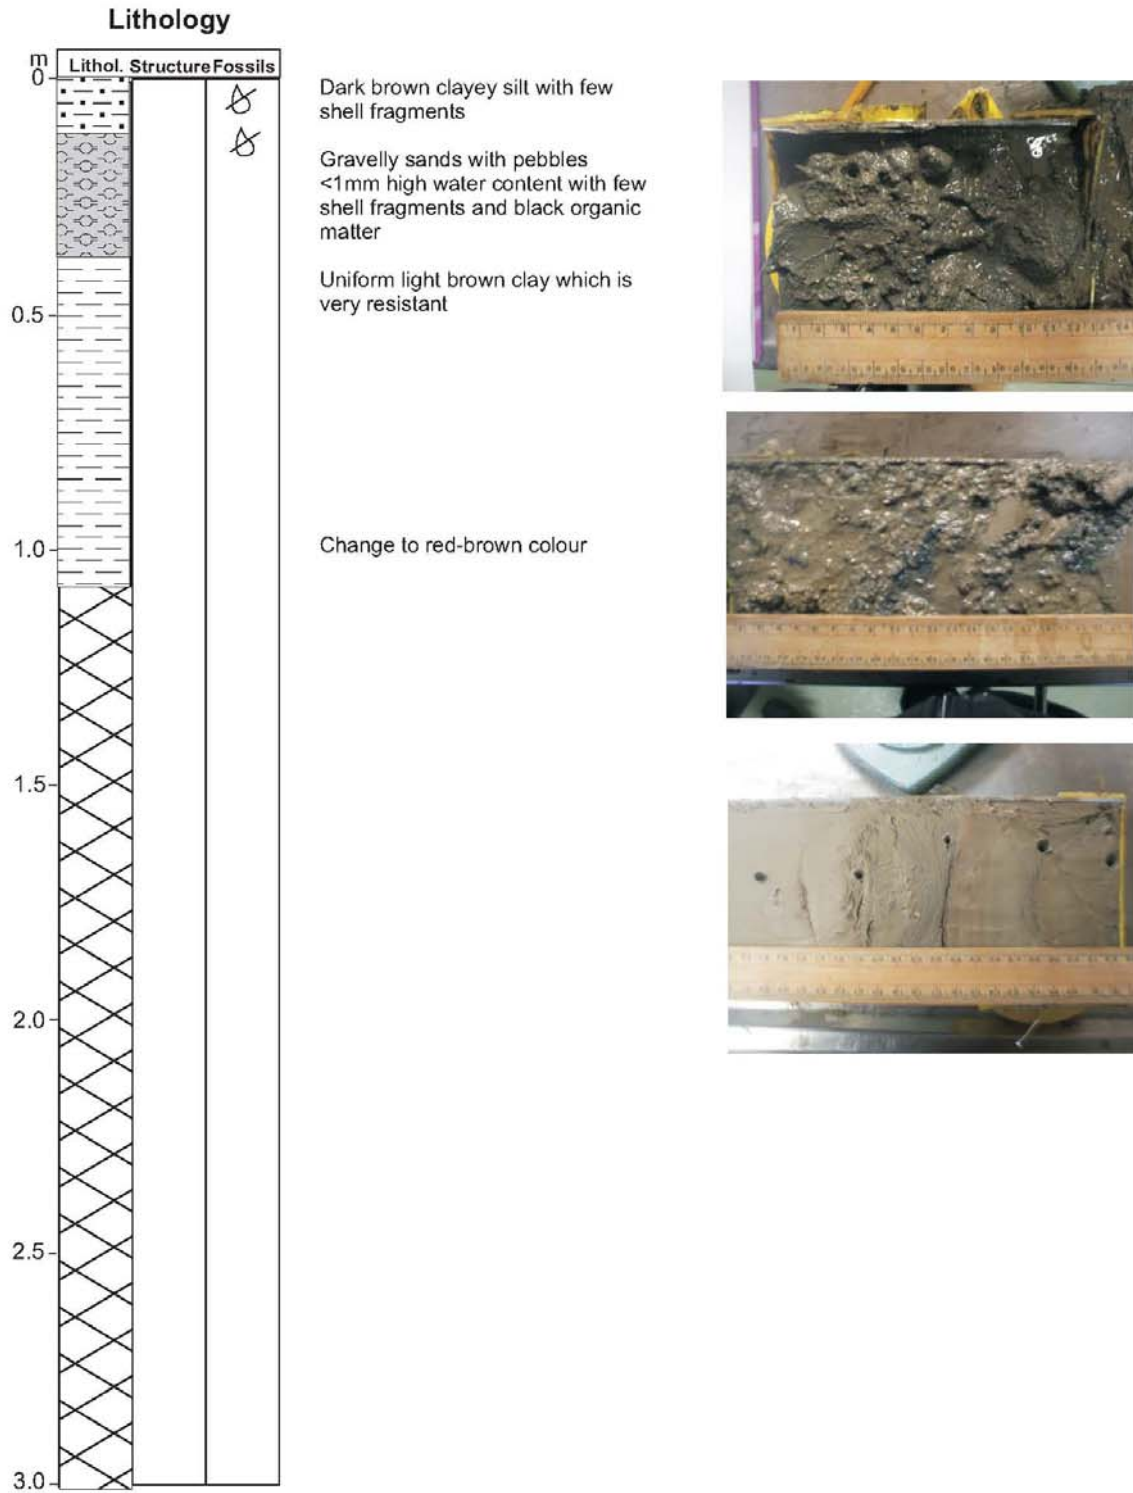 Lithology
m
Lithol. Structure Fossils
0
Dark brown clayey silt with few
shell fragments
Gravelly sands with pebbles
<1mm high water content with few
shell fragments and black organic
matter
Uniform light brown clay which is
very resistant
0.5
1.0
Change to red-brown colour
1.5
2.0
2.5
3.0